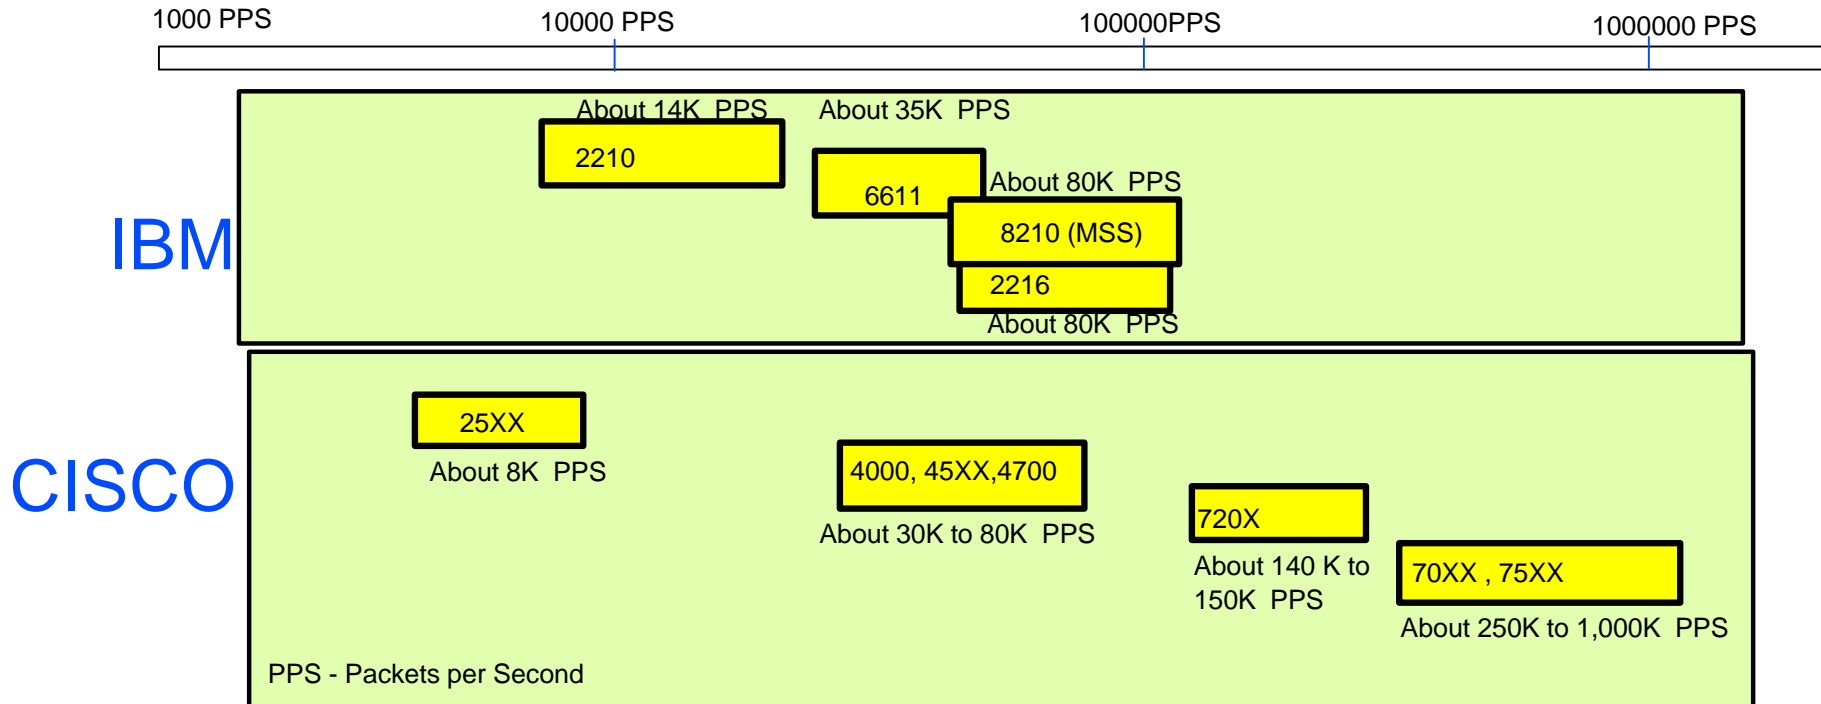 1000 PPS
10000 PPS
100000PPS
1000000 PPS
About 14K  PPS
About 35K  PPS
2210
6611
About 80K  PPS
IBM
8210 (MSS)
2216
About 80K  PPS
25XX
About 8K  PPS
CISCO
4000, 45XX,4700
About 30K to 80K  PPS
720X
About 140 K to
150K  PPS
70XX , 75XX
About 250K to 1,000K  PPS
PPS - Packets per Second